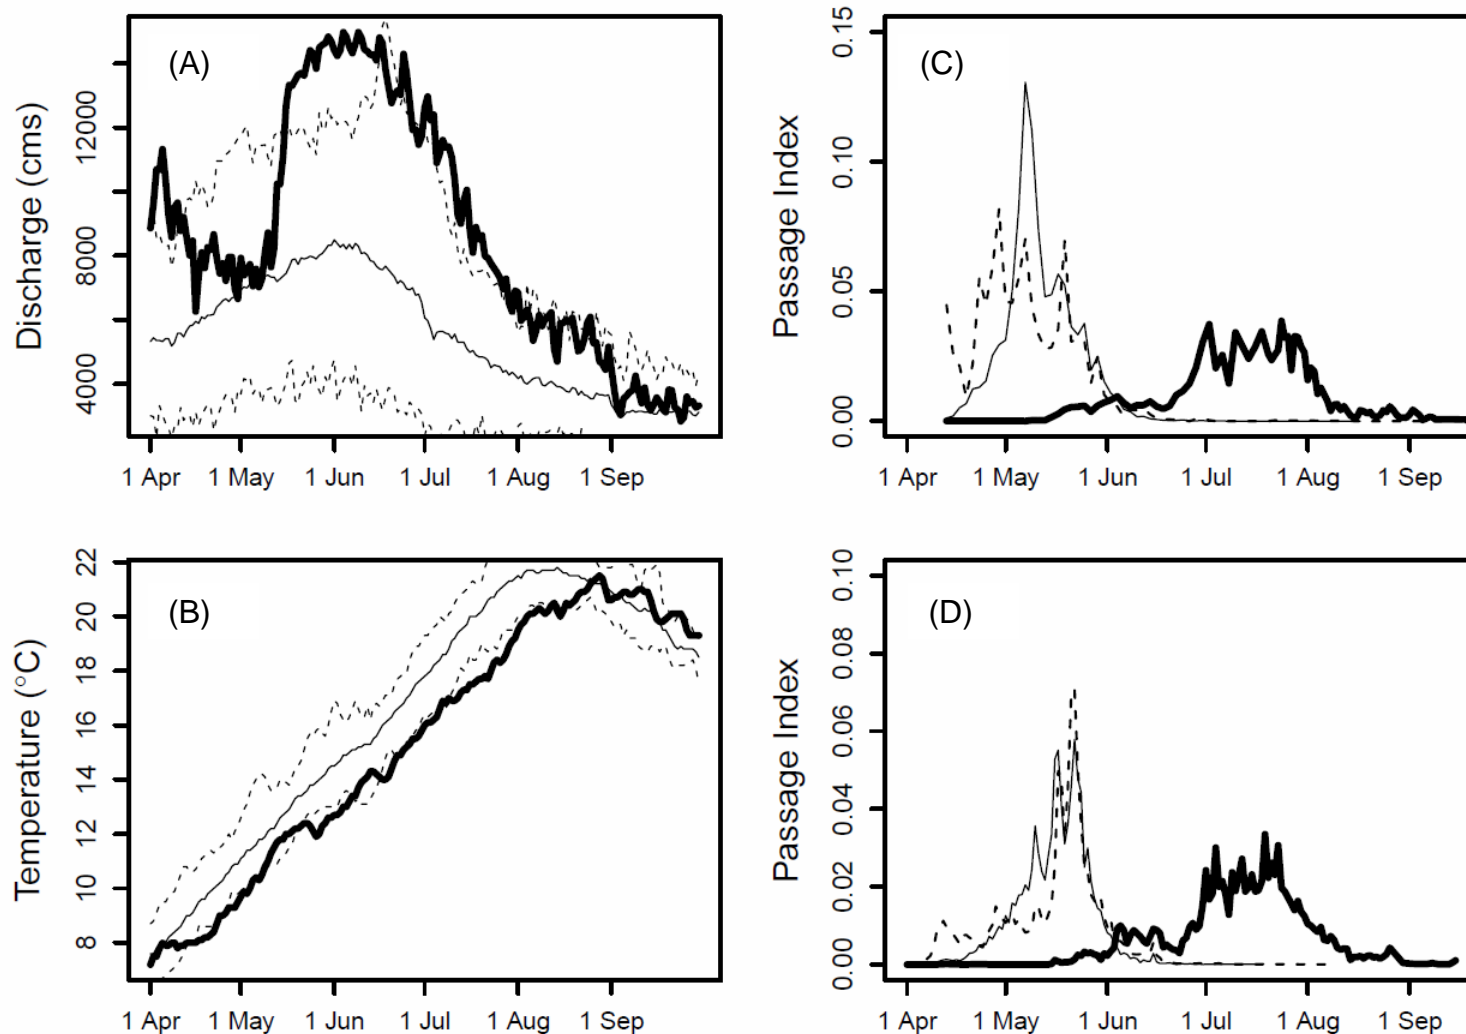 (A)
Discharge (cms)
4000 8000 12000
1 Apr 1 May 1 Jun 1 Jul 1 Aug 1 Sep
(C)
Passage Index
0.00 0.05 0.10 0.15
1 Apr 1 May 1 Jun 1 Jul 1 Aug 1 Sep
(B)
Temperature (°C)
8 10 12 14 16 18 20 22
1 Apr 1 May 1 Jun 1 Jul 1 Aug 1 Sep
(D)
Passage Index
0.00 0.02 0.04 0.06 0.08 0.10
1 Apr 1 May 1 Jun 1 Jul 1 Aug 1 Sep